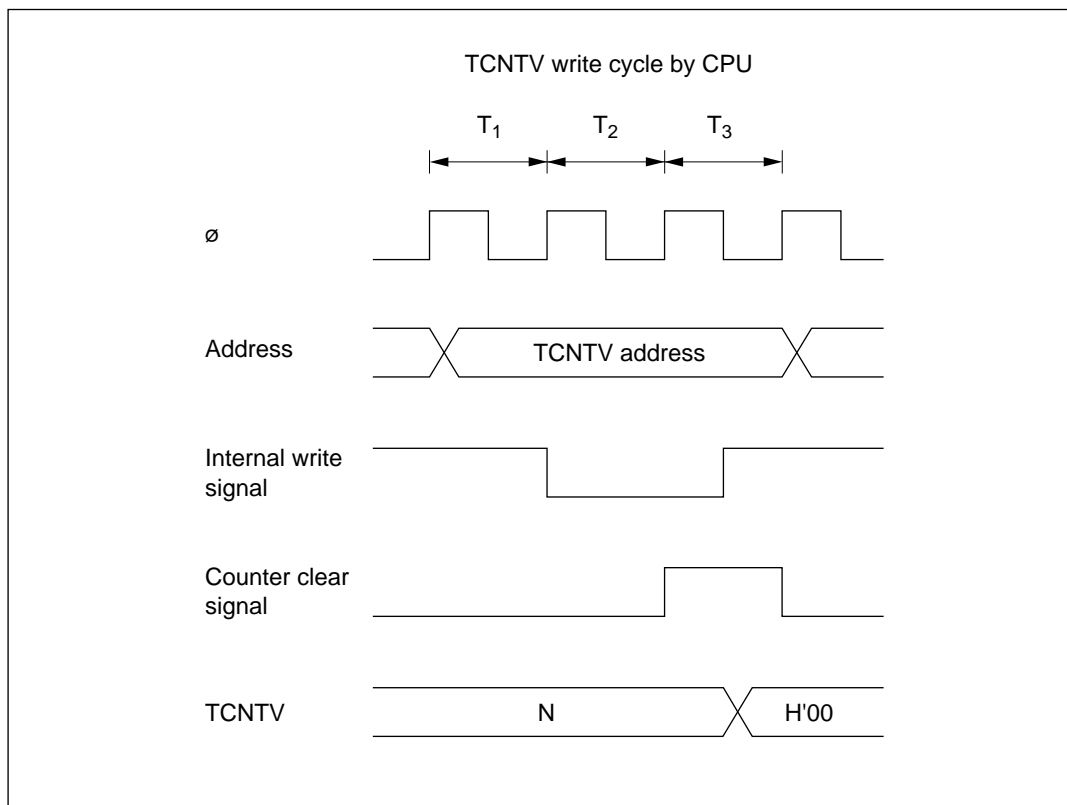 TCNTV write cycle by CPU
T1 T2 T3
ø
Address
TCNTV address
Internal write
signal
Counter clear
signal
TCNTV
N
H'00